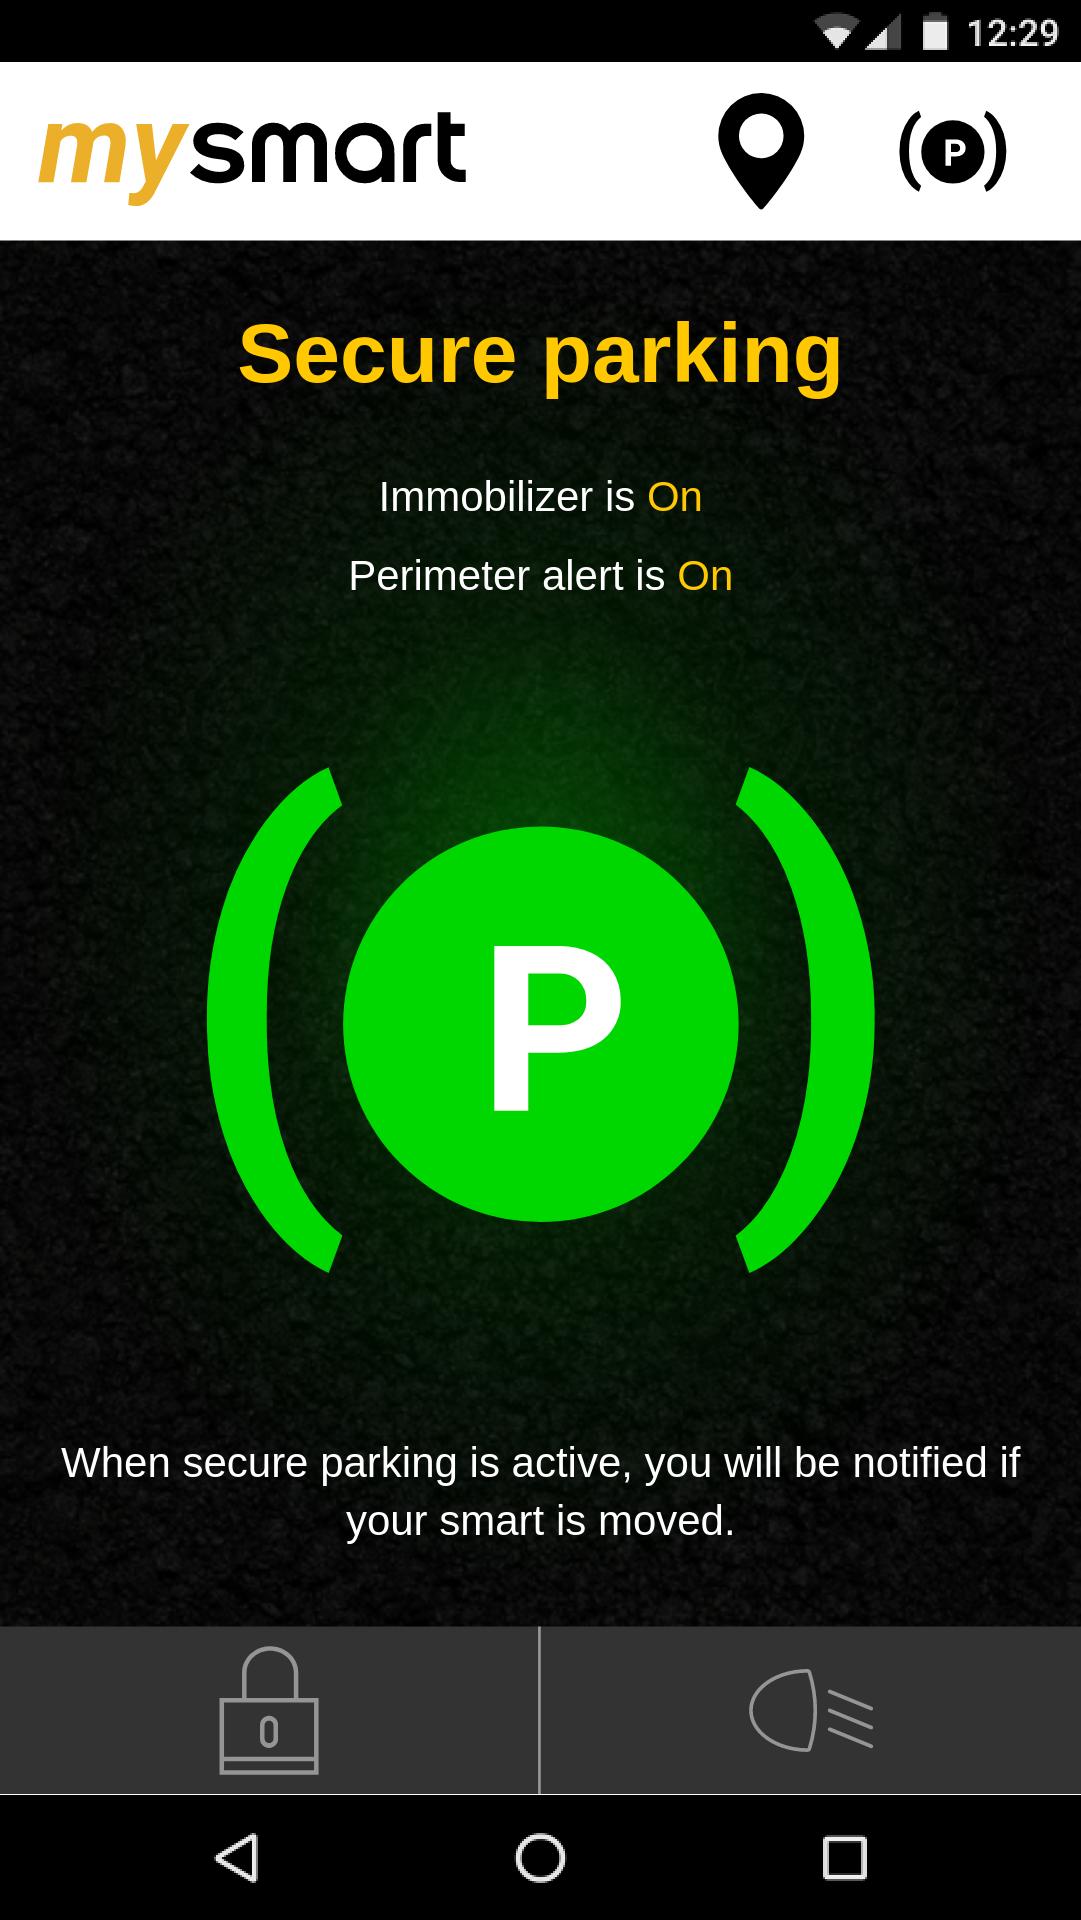 12:29
mysmart
P
Secure parking
Immobilizer is On
Perimeter alert is On
P
When secure parking is active, you will be notified if
your smart is moved.